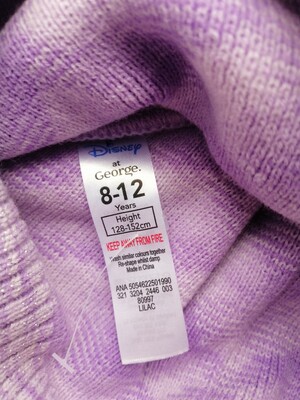 Disney
at
George.
8-12
Years
Height
128-152cm
KEEP AWAY FROM FIRE
Wash similar colours together
Re-shape whilst damp
Made in China
ANA 5054622501990
321 3204 2446 003
80997
LILAC